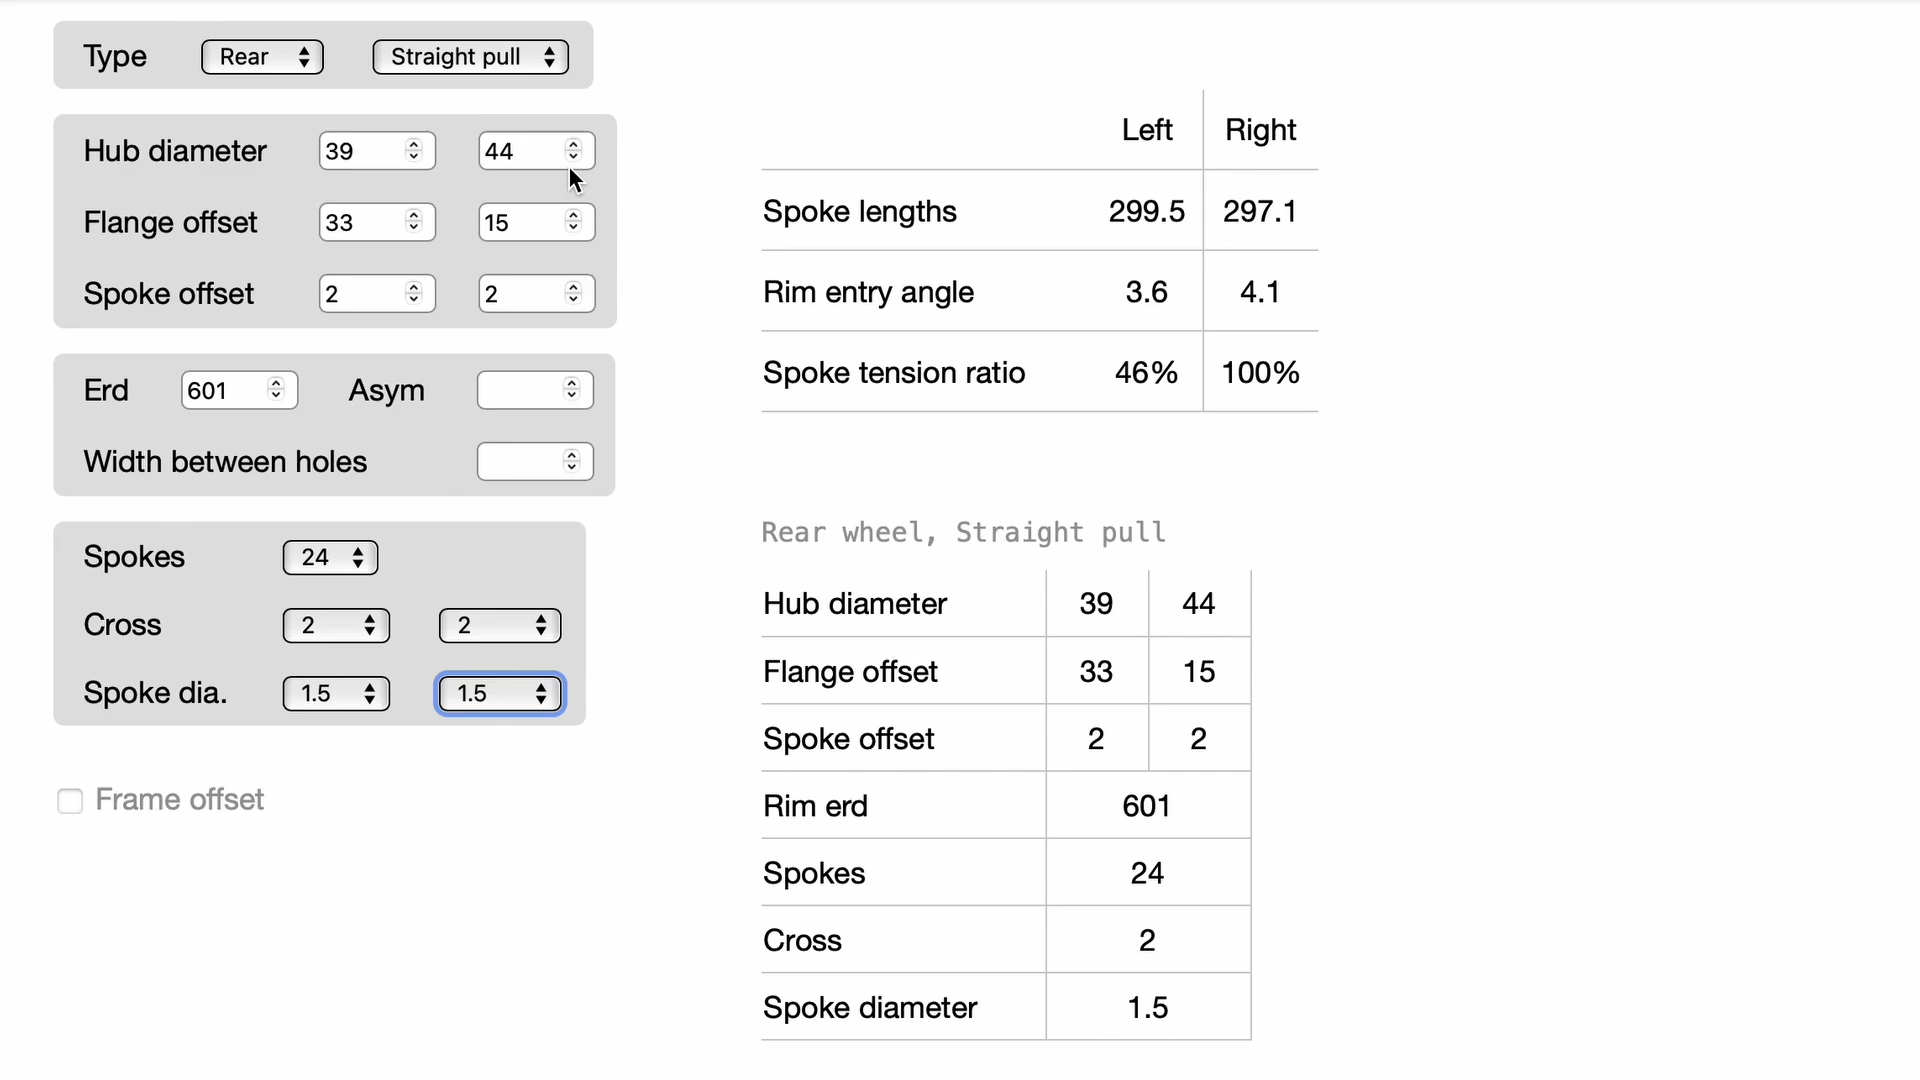 Type Rear Straight pull
Hub diameter 39 44
Flange offset 33 15
Spoke offset 2 2
Erd 601 Asym
Width between holes
Spokes 24
Cross 2 2
Spoke dia. 1.5 1.5
Frame offset
Left Right
Spoke lengths 299.5 297.1
Rim entry angle 3.6 4.1
Spoke tension ratio 46% 100%
Rear wheel, Straight pull
Hub diameter 39 44
Flange offset 33 15
Spoke offset 2 2
Rim erd 601
Spokes 24
Cross 2
Spoke diameter 1.5